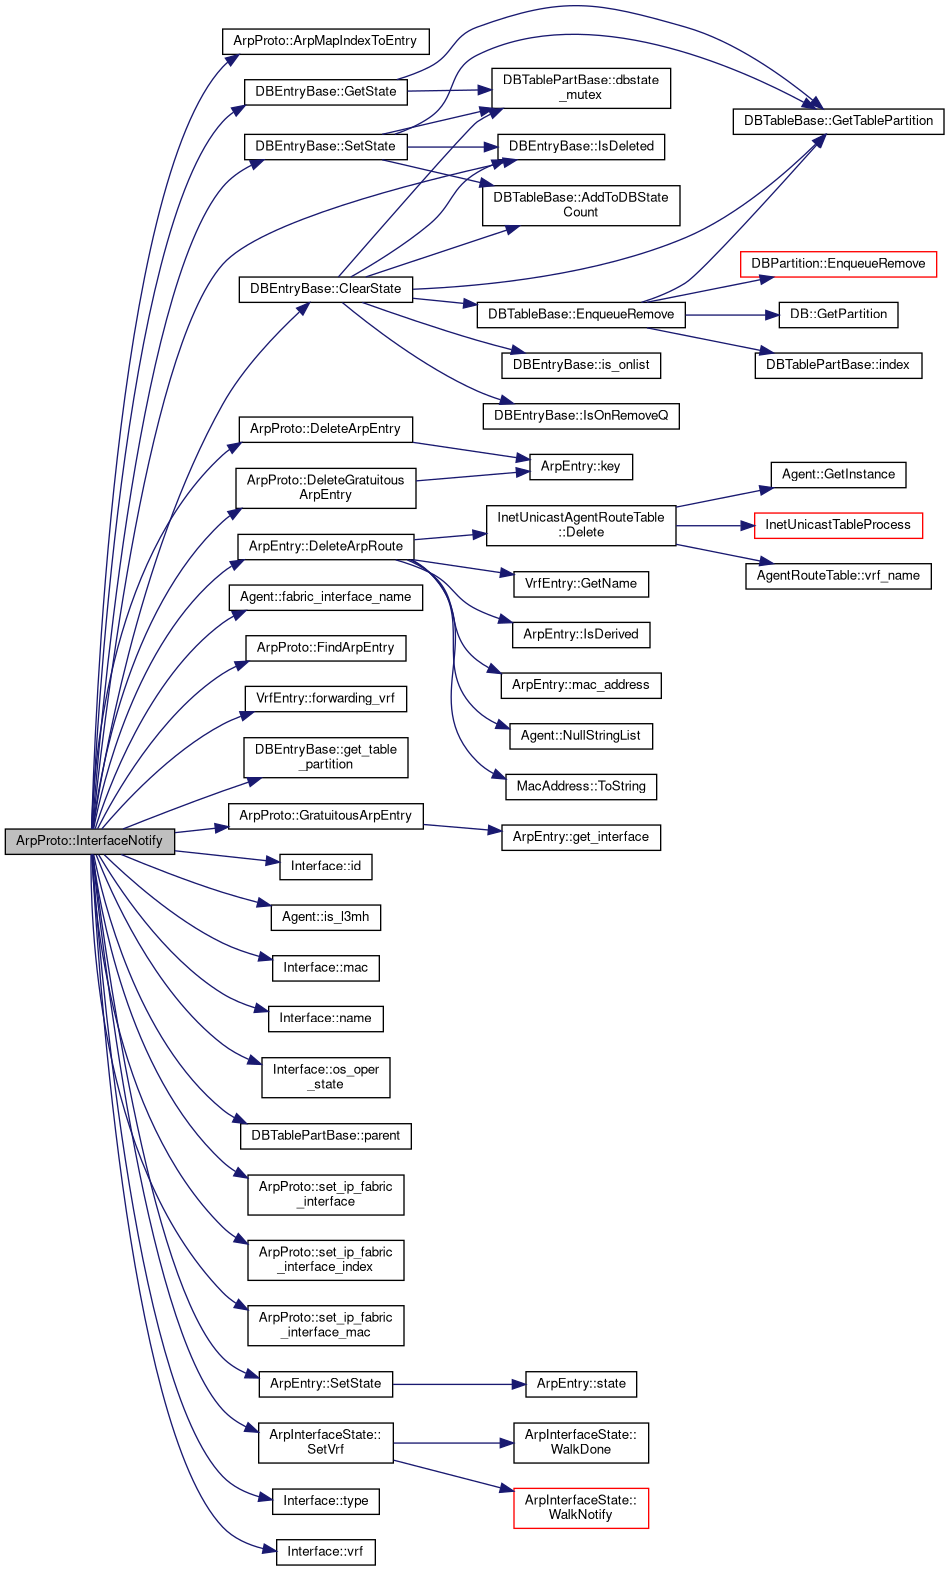 ArpProto::InterfaceNotify
ArpProto::ArpMapIndexToEntry
DBEntryBase::GetState
DBEntryBase::SetState
DBEntryBase::ClearState
ArpProto::DeleteArpEntry
ArpProto::DeleteGratuitous
ArpEntry
ArpEntry::DeleteArpRoute
Agent::fabric_interface_name
ArpProto::FindArpEntry
VrfEntry::forwarding_vrf
DBEntryBase::get_table
_partition
ArpProto::GratuitousArpEntry
Interface::id
Agent::is_l3mh
Interface::mac
Interface::name
Interface::os_oper
_state
DBTablePartBase::parent
ArpProto::set_ip_fabric
_interface
ArpProto::set_ip_fabric
_interface_index
ArpProto::set_ip_fabric
_interface_mac
ArpEntry::SetState
ArpInterfaceState::
SetVrf
Interface::type
Interface::vrf
DBTablePartBase::dbstate
_mutex
DBEntryBase::IsDeleted
DBTableBase::AddToDBState
Count
DBTableBase::EnqueueRemove
DBEntryBase::is_onlist
DBEntryBase::IsOnRemoveQ
ArpEntry::key
InetUnicastAgentRouteTable
::Delete
VrfEntry::GetName
ArpEntry::IsDerived
ArpEntry::mac_address
Agent::NullStringList
MacAddress::ToString
ArpEntry::get_interface
ArpEntry::state
ArpInterfaceState::
WalkDone
ArpInterfaceState::
WalkNotify
DBTableBase::GetTablePartition
DBPartition::EnqueueRemove
DB::GetPartition
DBTablePartBase::index
Agent::GetInstance
InetUnicastTableProcess
AgentRouteTable::vrf_name